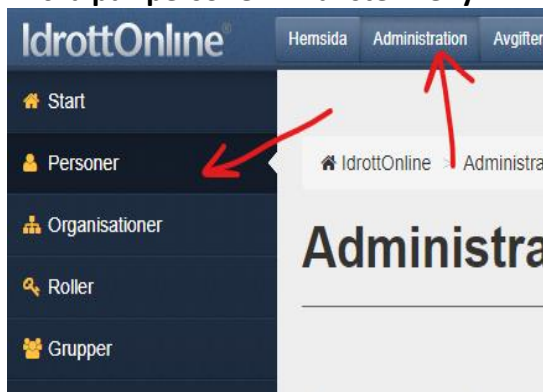 IdrottOnline®
Hemsida Administration Avgifter
Start
Personer
IdrottOnline > Administra
Organisationer
Administra
Roller
Grupper